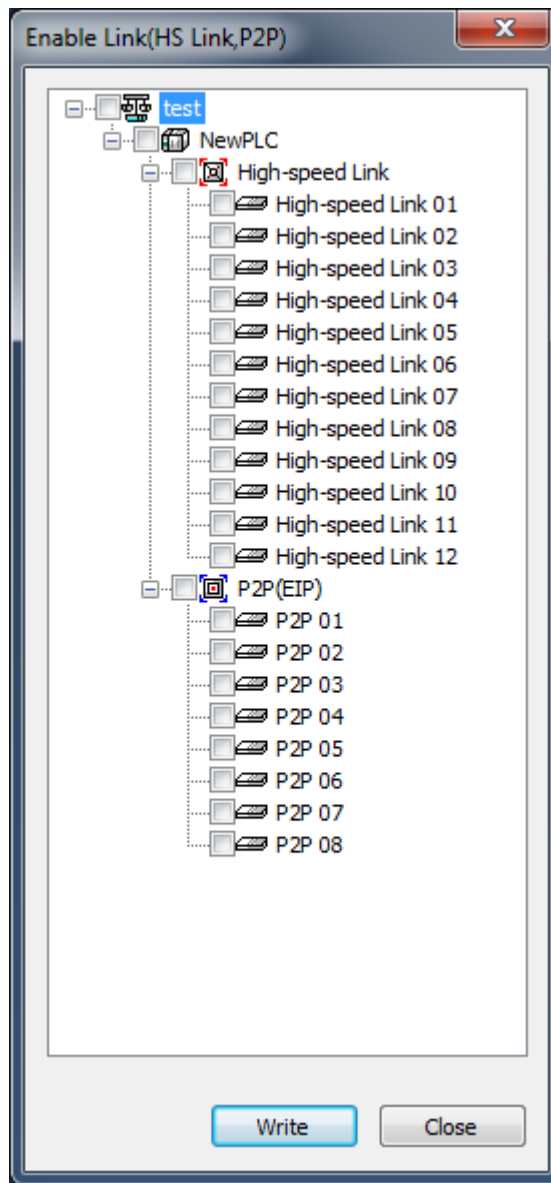 Enable Link(HS Link,P2P)
test
NewPLC
High-speed Link
High-speed Link 01
High-speed Link 02
High-speed Link 03
High-speed Link 04
High-speed Link 05
High-speed Link 06
High-speed Link 07
High-speed Link 08
High-speed Link 09
High-speed Link 10
High-speed Link 11
High-speed Link 12
P2P(EIP)
P2P 01
P2P 02
P2P 03
P2P 04
P2P 05
P2P 06
P2P 07
P2P 08
Write Close